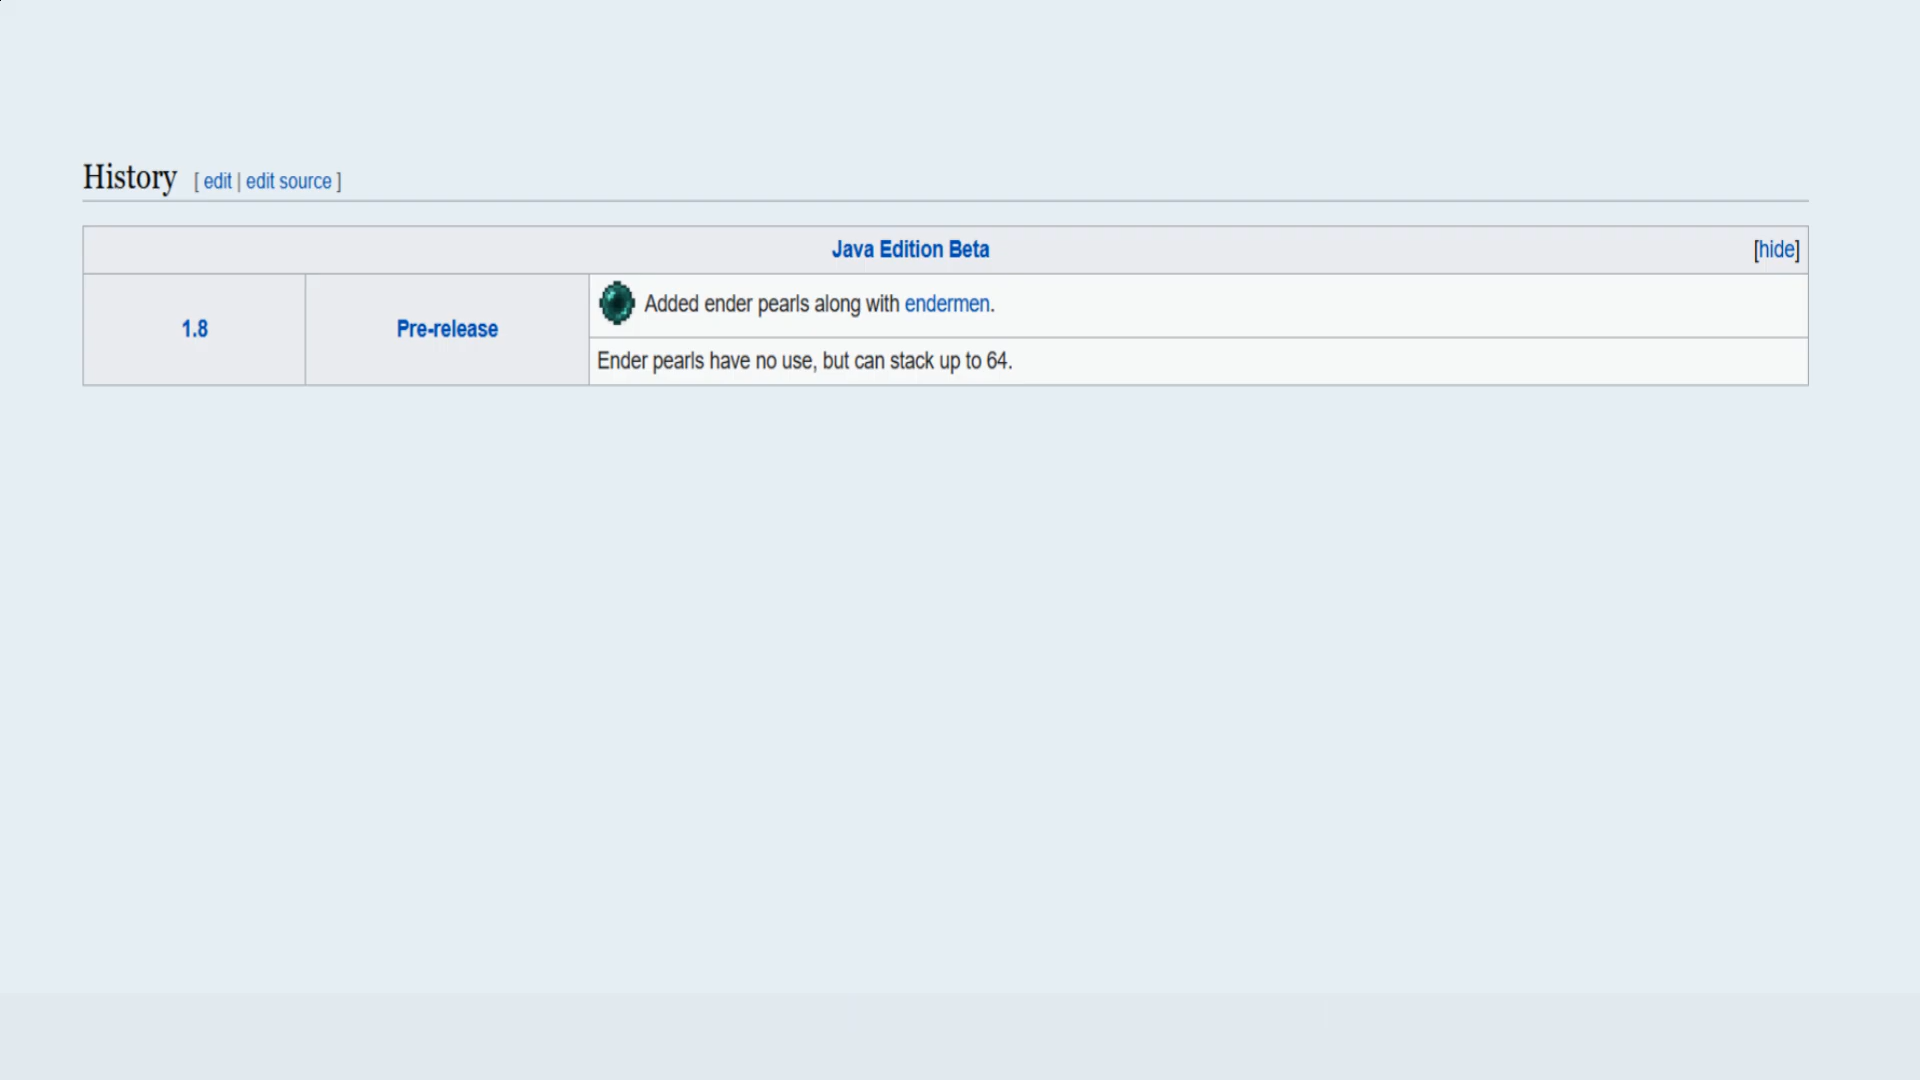 History [ edit | edit source ]
Java Edition Beta [hide]
1.8 Pre-release Added ender pearls along with endermen.
Ender pearls have no use, but can stack up to 64.